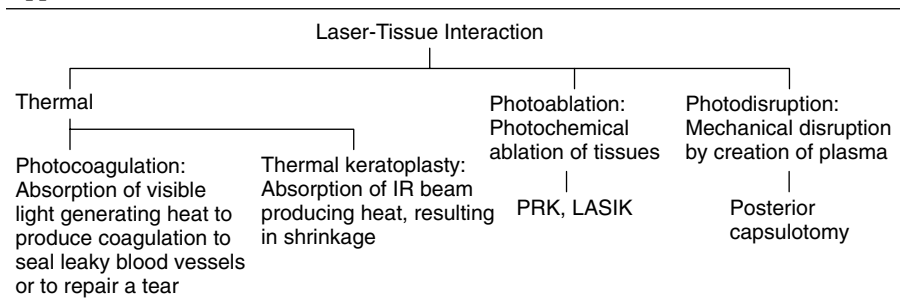 Laser-Tissue Interaction
Thermal
Photocoagulation:
Absorption of visible
light generating heat to
produce coagulation to
seal leaky blood vessels
or to repair a tear
Thermal keratoplasty:
Absorption of IR beam
producing heat, resulting
in shrinkage
Photoablation:
Photochemical
ablation of tissues
PRK, LASIK
Photodisruption:
Mechanical disruption
by creation of plasma
Posterior
capsulotomy